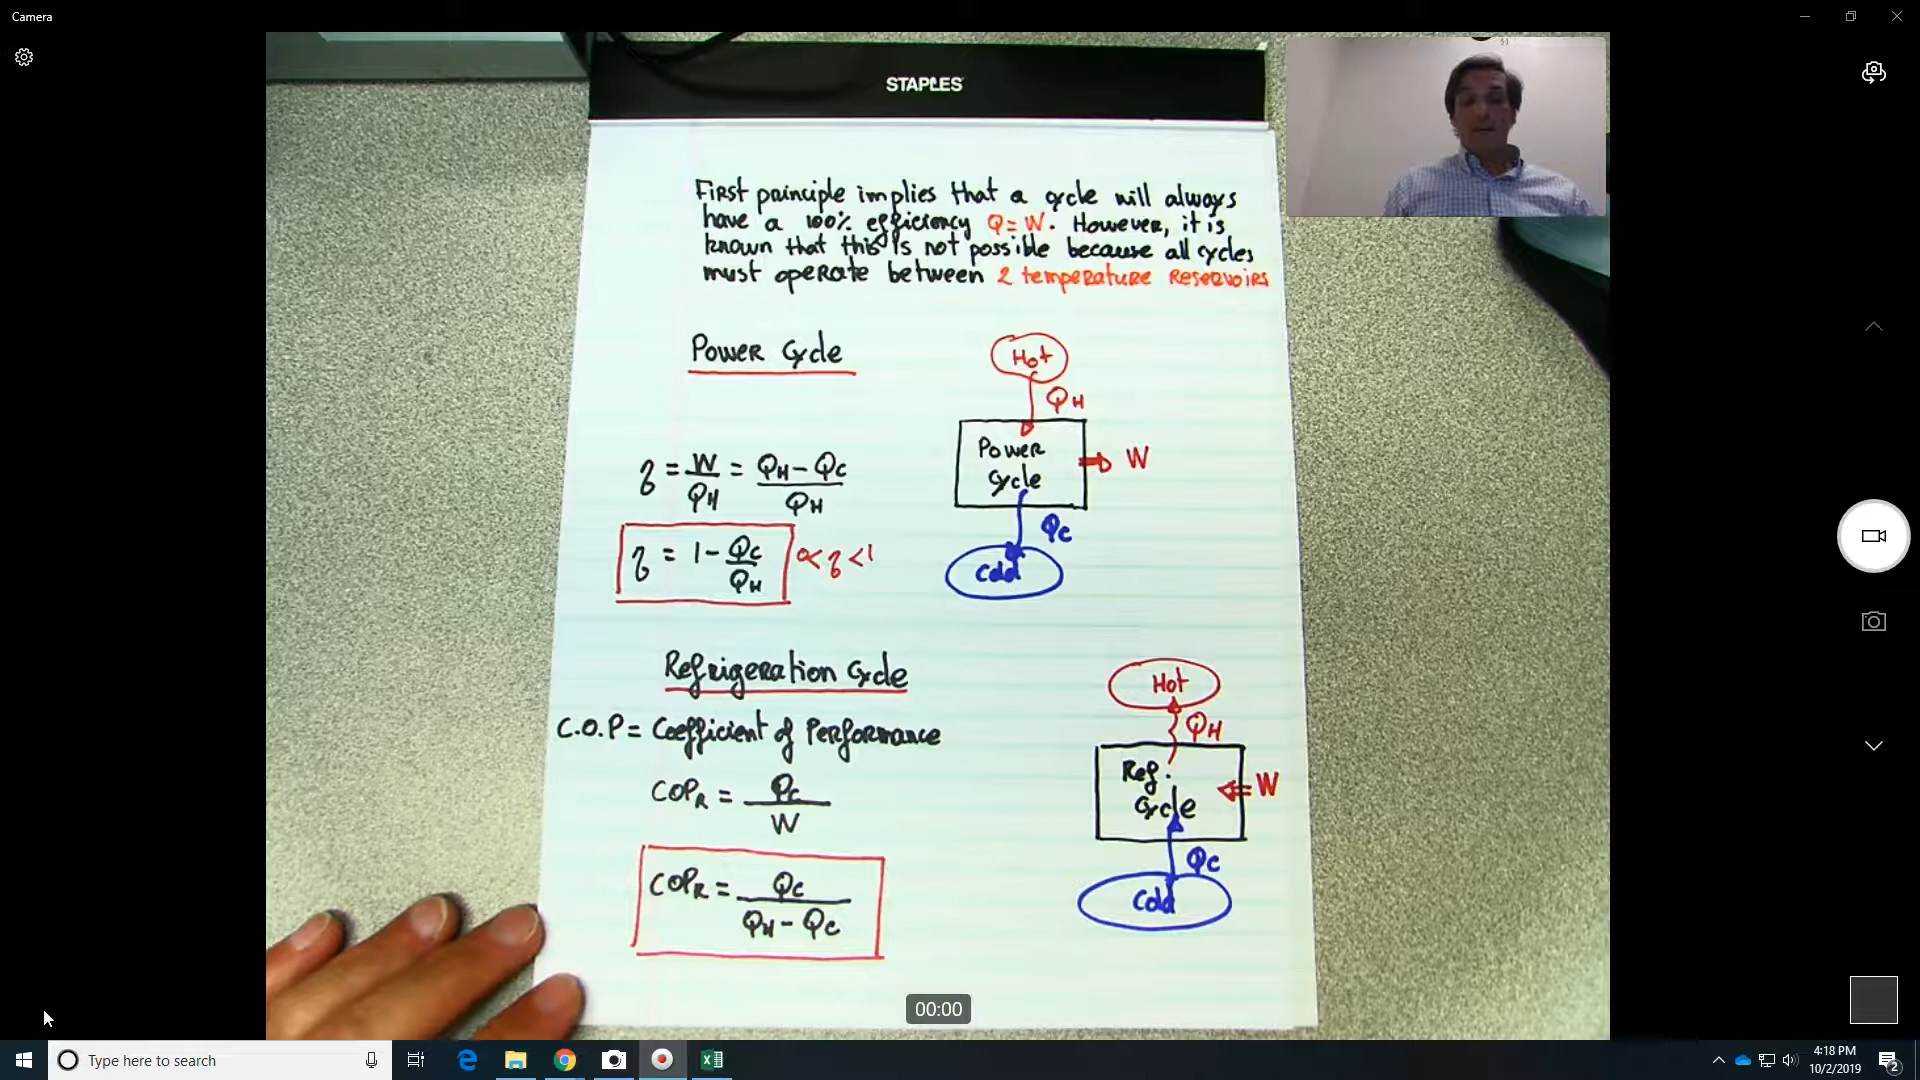 Camera
STAPLES
First principle implies that a cycle will always
have a 100% efficiency Q=W. However, it is
known that this is not possible because all cycles
must operate between 2 temperature reservoirs
Power Cycle
Hot
QH
Power
Cycle
W
η = W/QH = QH - QC/QH
QC
η = 1 - QC/QH
0<η<1
Cold
Refrigeration Cycle
Hot
C.O.P = Coefficient of Performance
QH
Ref.
Cycle
W
COPR = QC/W
QC
COPR = QC/QH - QC
Cold
00:00
Type here to search
4:18 PM
10/2/2019
2